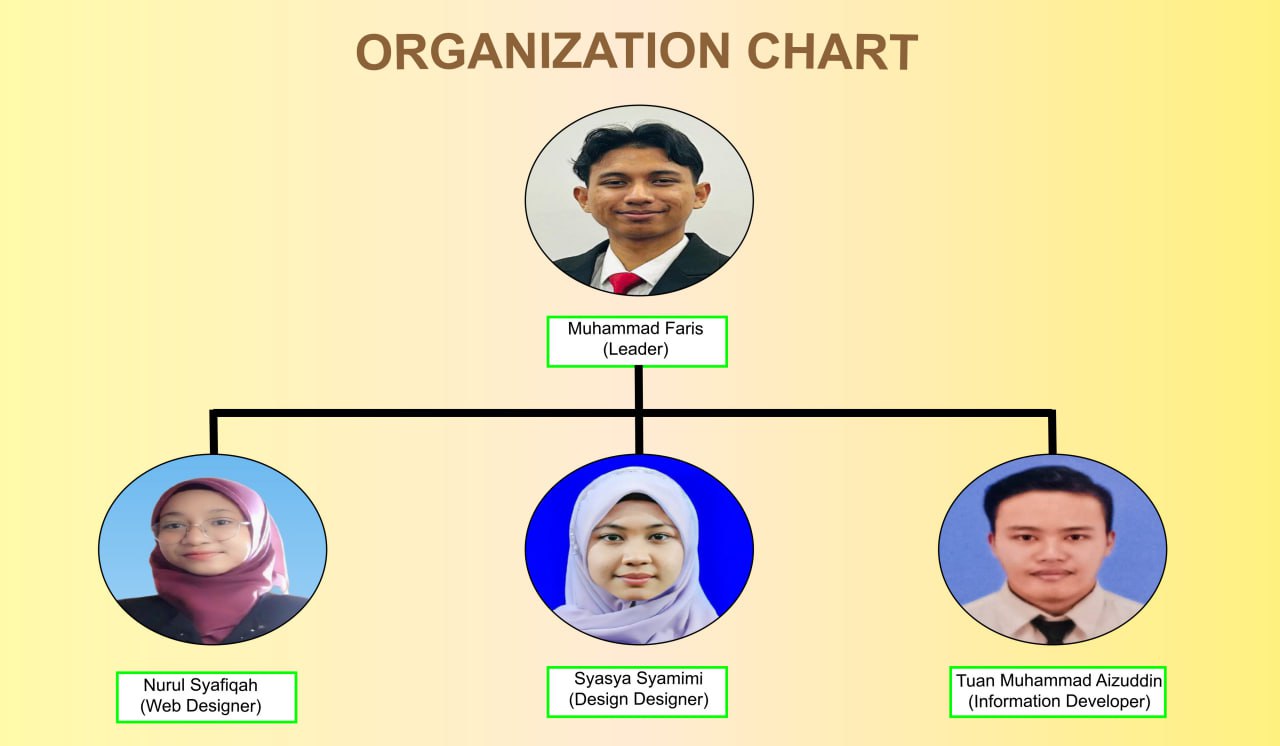 ORGANIZATION CHART
Muhammad Faris
(Leader)
Nurul Syafiqah
(Web Designer)
Syasya Syamimi
(Design Designer)
Tuan Muhammad Aizuddin
(Information Developer)